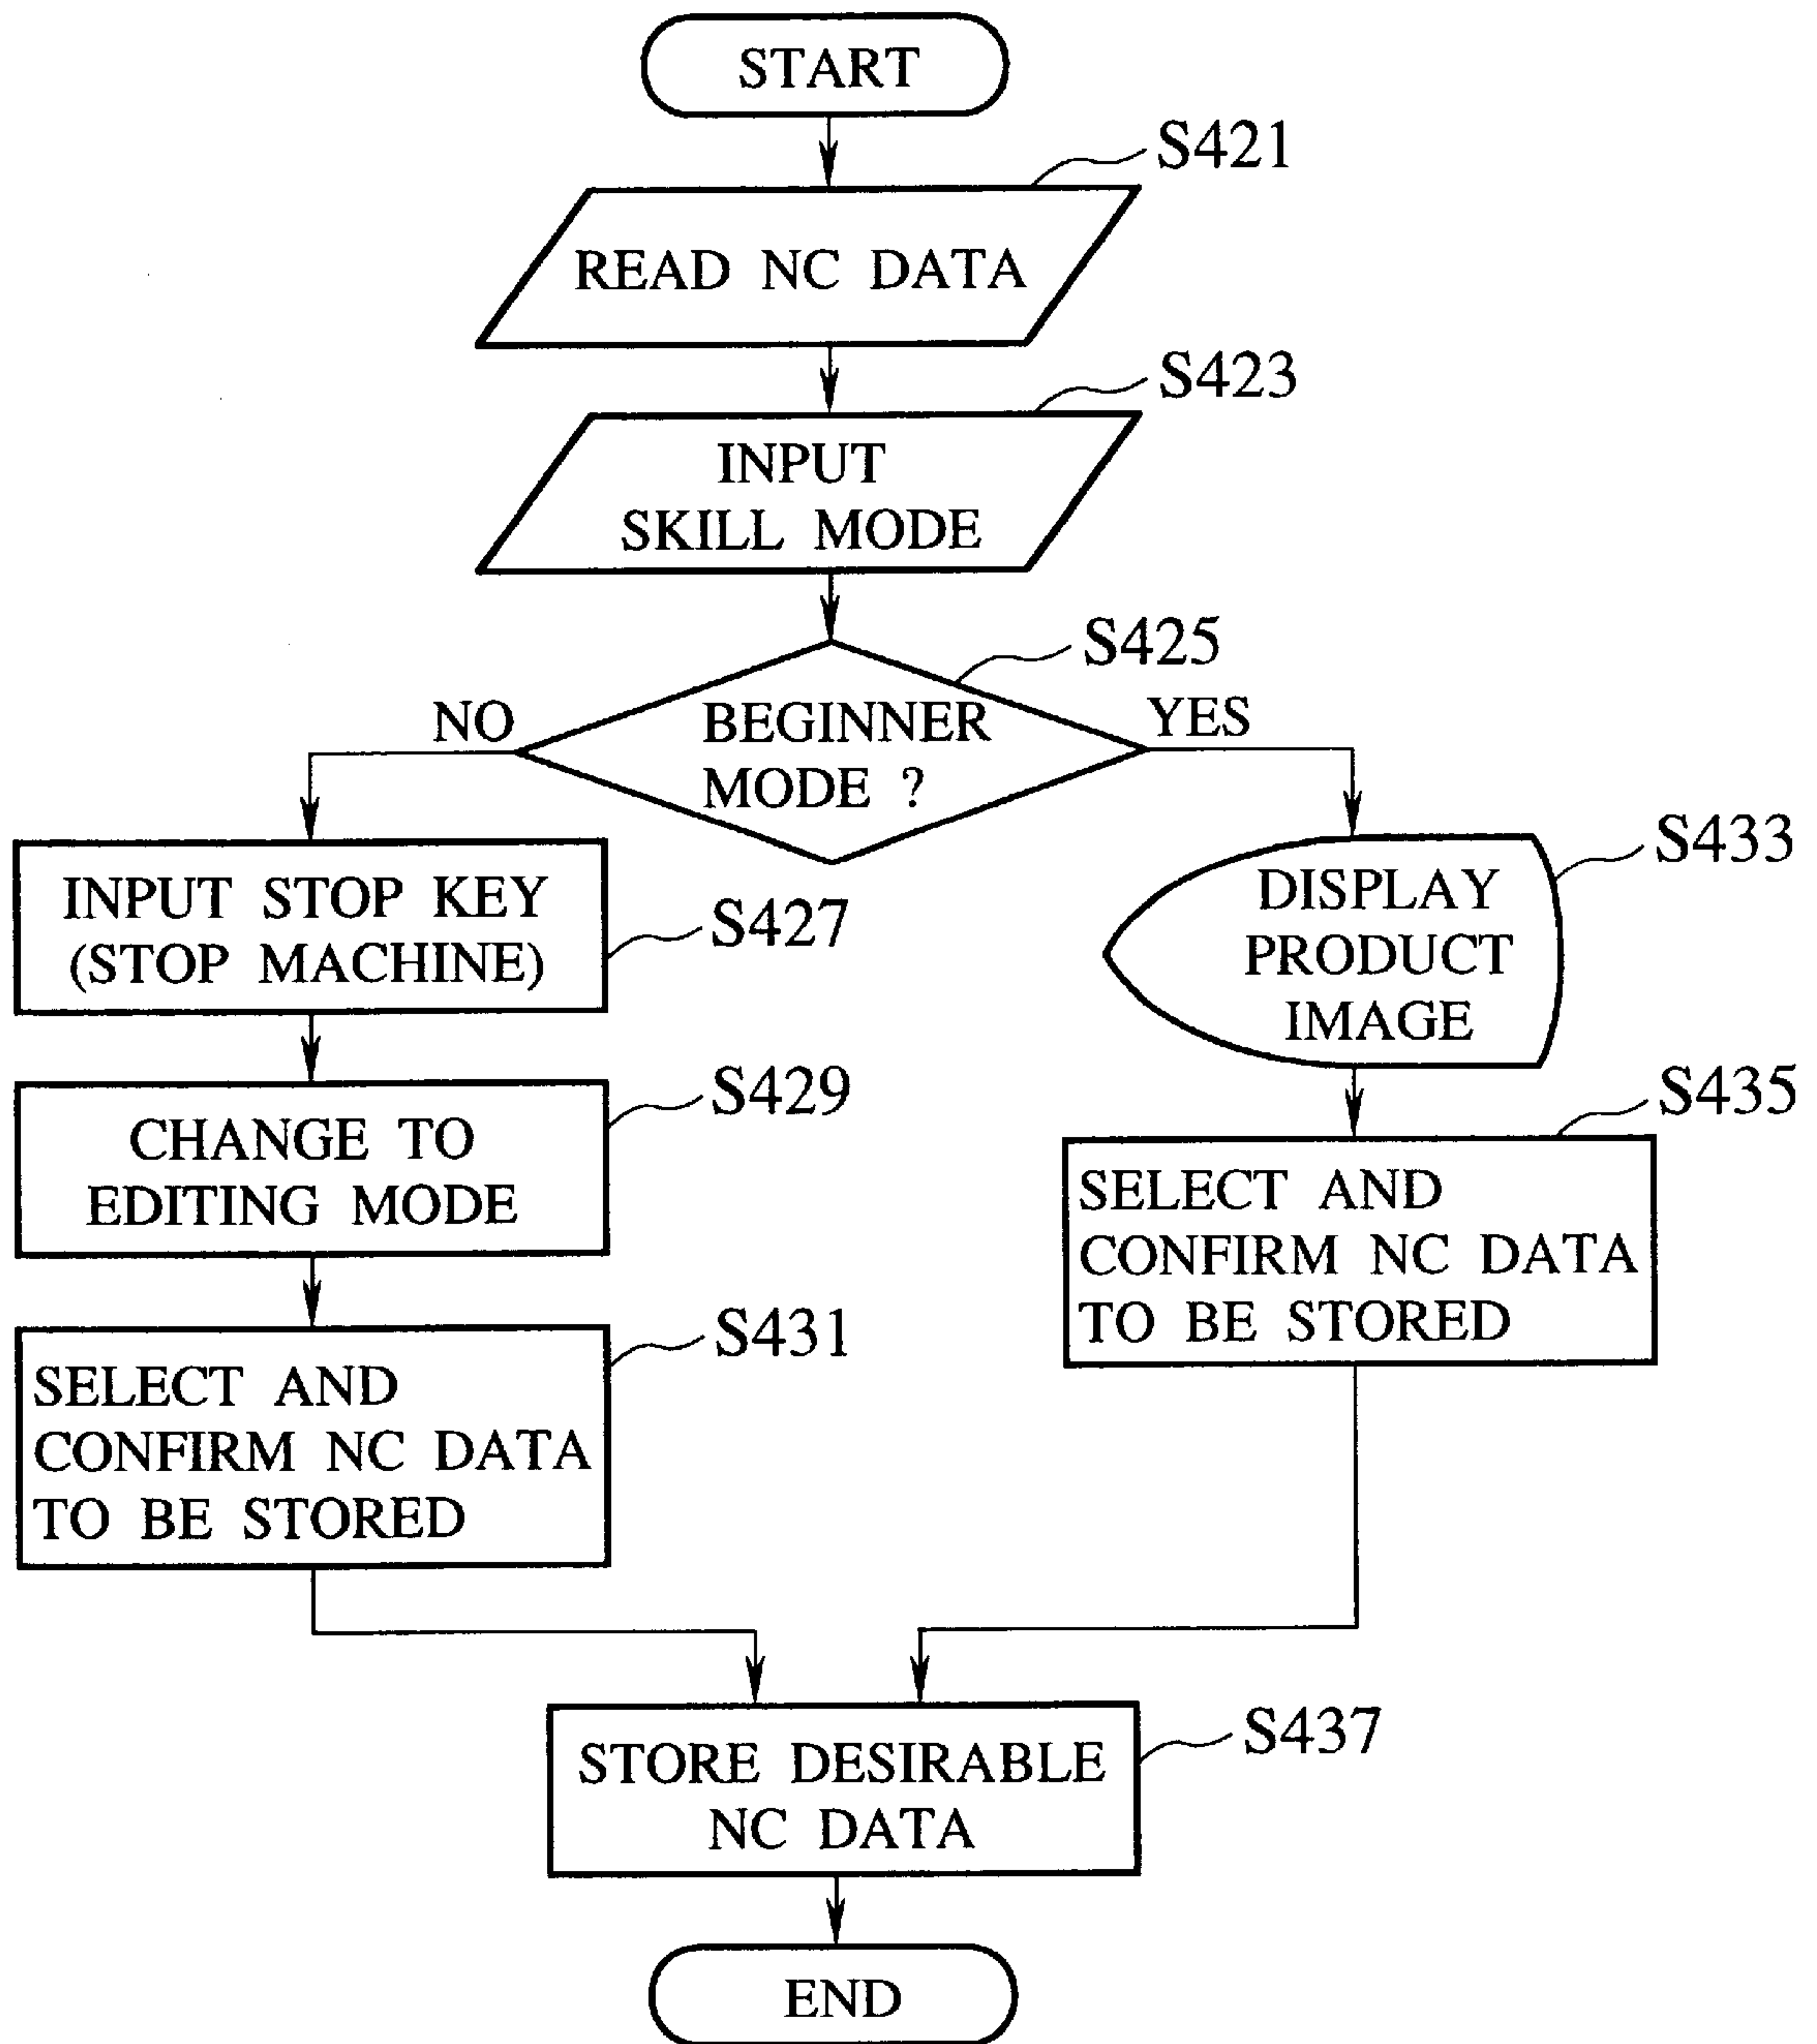 START
S421
READ NC DATA
S423
INPUT
SKILL MODE
S425
NO
BEGINNER
MODE ?
YES
INPUT STOP KEY
(STOP MACHINE)
S427
S433
DISPLAY
PRODUCT
IMAGE
CHANGE TO
EDITING MODE
S429
S435
SELECT AND
CONFIRM NC DATA
TO BE STORED
S431
SELECT AND
CONFIRM NC DATA
TO BE STORED
S437
STORE DESIRABLE
NC DATA
END